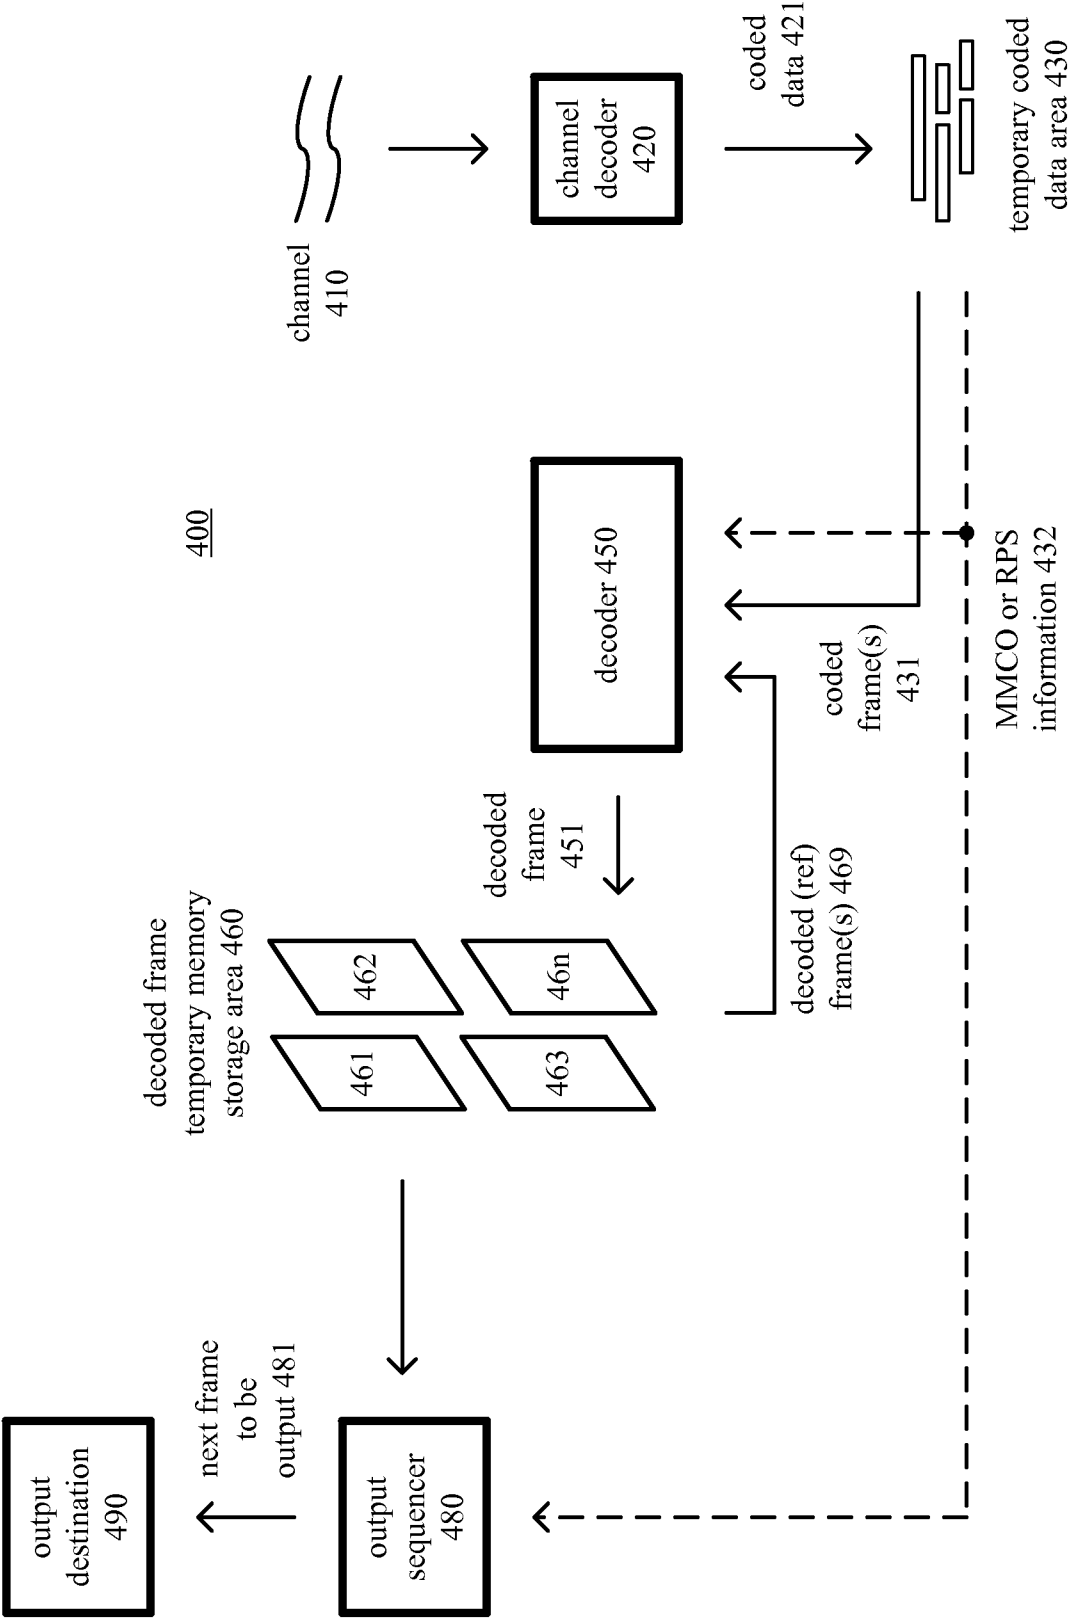 400
channel
410
channel
decoder
420
coded
data 421
temporary coded
data area 430
MMCO or RPS
information 432
coded
frame(s)
431
decoder 450
decoded
frame
451
decoded frame
temporary memory
storage area 460
461
462
463
46n
decoded (ref)
frame(s) 469
output
sequencer
480
next frame
to be
output 481
output
destination
490